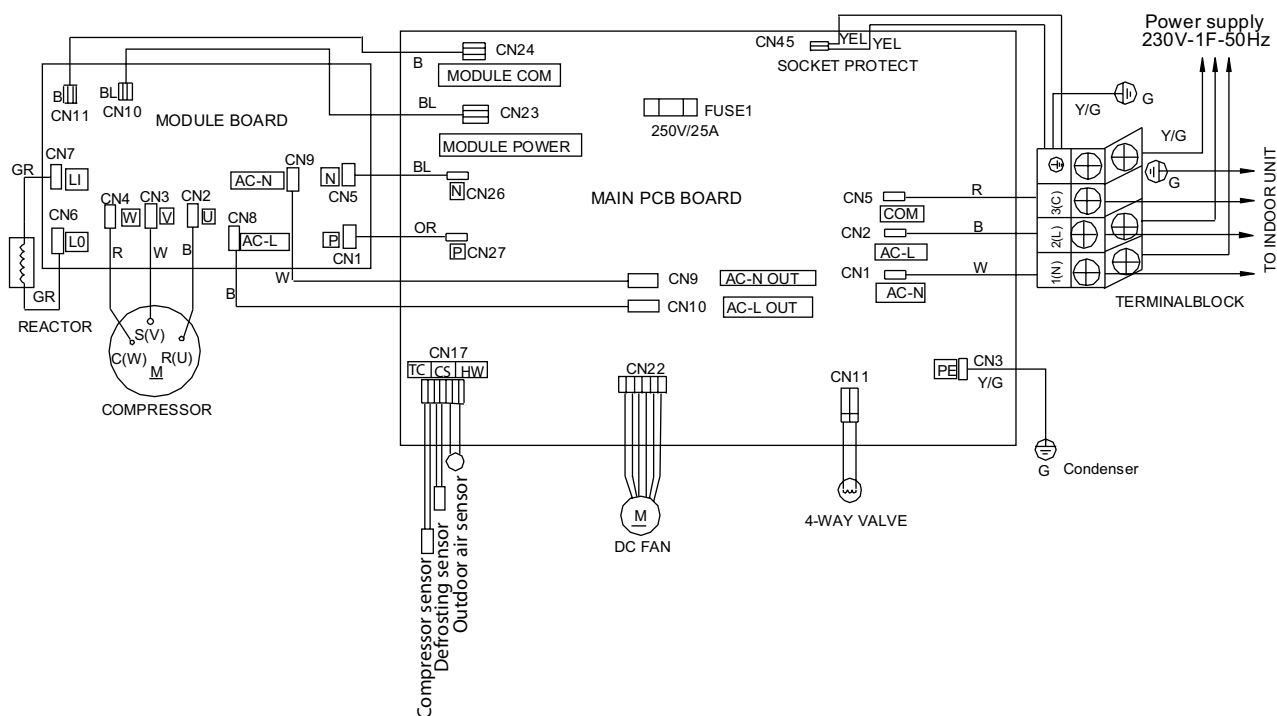 Power supply
230V-1F-50Hz
CN45
YEL
YEL
SOCKET PROTECT
CN24
B
MODULE COM
BL
CN23
MODULE POWER
FUSE1
250V/25A
Y/G
G
Y/G
G
B
CN11
BL
CN10
MODULE BOARD
CN7
LI
GR
CN6
L0
GR
REACTOR
CN4
W
CN3
V
CN2
U
R
W
B
CN9
AC-N
CN8
AC-L
N
CN5
P
CN1
BL
N
CN26
OR
P
CN27
W
B
MAIN PCB BOARD
CN5
COM
R
CN2
AC-L
B
CN1
AC-N
W
3(C)
2(L)
1(N)
TERMINALBLOCK
TO INDOOR UNIT
CN9
AC-N OUT
CN10
AC-L OUT
S(V)
C(W)
R(U)
M
COMPRESSOR
CN17
TC
CS
HW
CN22
CN11
PE
CN3
Y/G
G
Condenser
M
DC FAN
4-WAY VALVE
Compressor sensor
Defrosting sensor
Outdoor air sensor